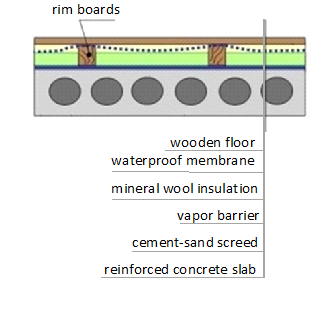 rim boards
wooden floor
waterproof membrane
mineral wool insulation
vapor barrier
cement-sand screed
reinforced concrete slab